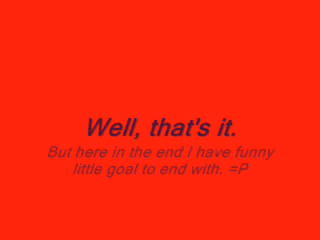 Well, that's it.
But here in the end I have funny
little goal to end with. =P